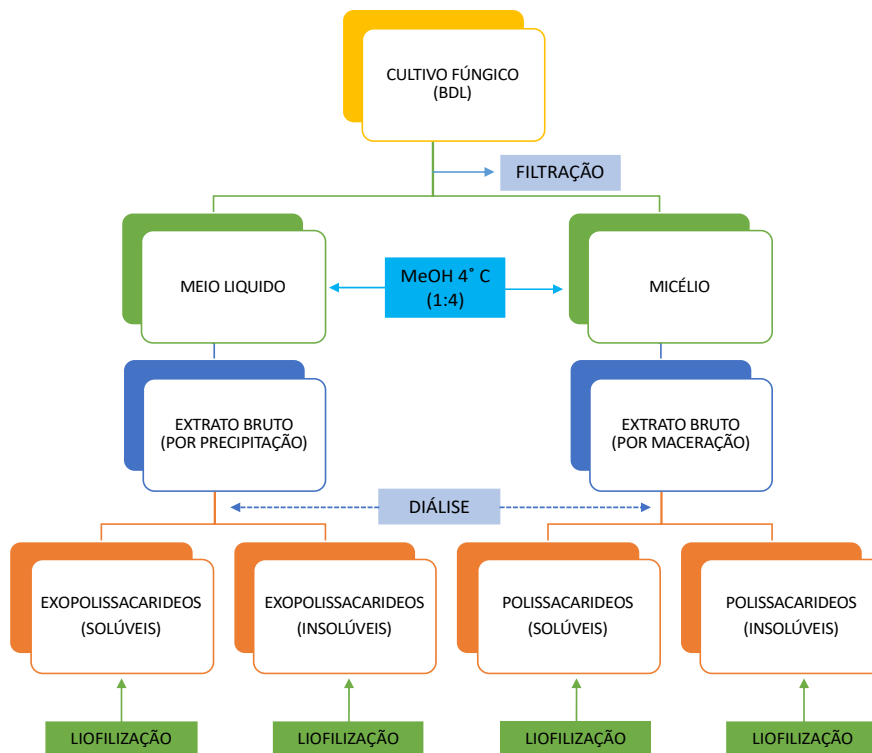 CULTIVO FÚNGICO
(BDL)
FILTRAÇÃO
MEIO LIQUIDO
MeOH 4˚ C
(1:4)
MICÉLIO
EXTRATO BRUTO
(POR PRECIPITAÇÃO)
EXTRATO BRUTO
(POR MACERAÇÃO)
DIÁLISE
EXOPOLISSACARIDEOS
(SOLÚVEIS)
EXOPOLISSACARIDEOS
(INSOLÚVEIS)
POLISSACARIDEOS
(SOLÚVEIS)
POLISSACARIDEOS
(INSOLÚVEIS)
LIOFILIZAÇÃO
LIOFILIZAÇÃO
LIOFILIZAÇÃO
LIOFILIZAÇÃO